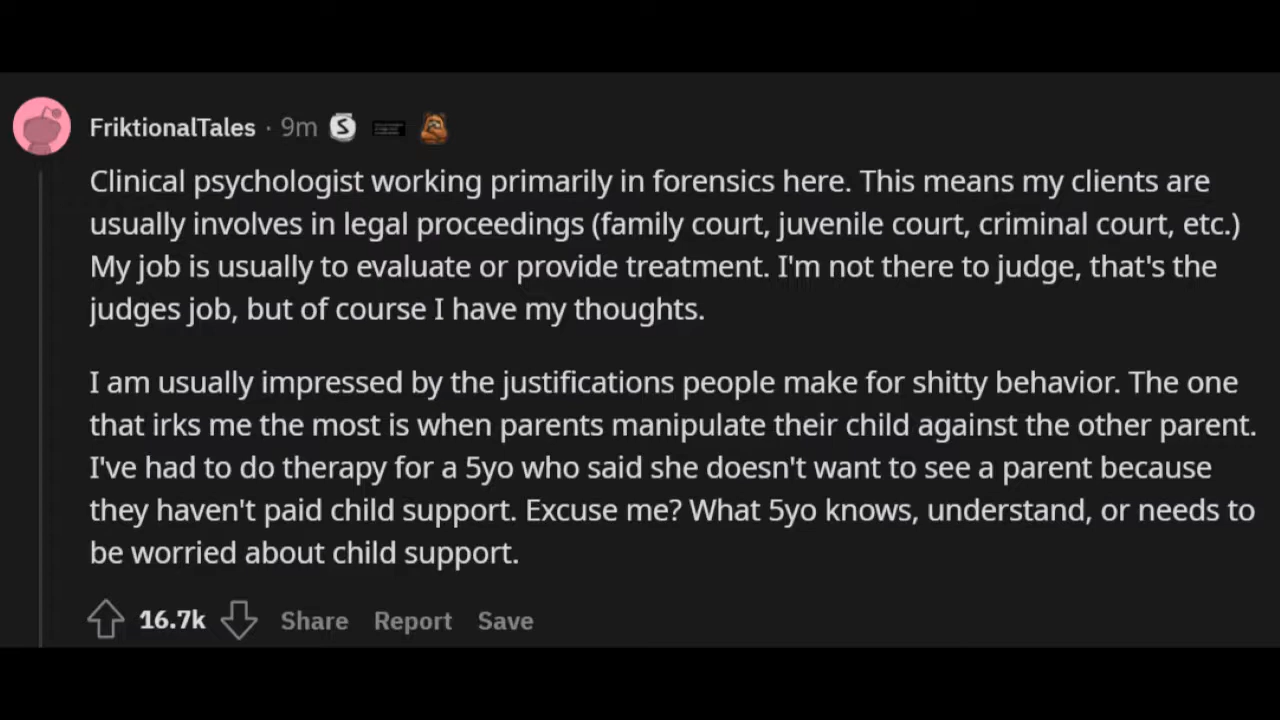 FriktionalTales · 9m
Clinical psychologist working primarily in forensics here. This means my clients are
usually involves in legal proceedings (family court, juvenile court, criminal court, etc.)
My job is usually to evaluate or provide treatment. I'm not there to judge, that's the
judges job, but of course I have my thoughts.
I am usually impressed by the justifications people make for shitty behavior. The one
that irks me the most is when parents manipulate their child against the other parent.
I've had to do therapy for a 5yo who said she doesn't want to see a parent because
they haven't paid child support. Excuse me? What 5yo knows, understand, or needs to
be worried about child support.
16.7k Share Report Save